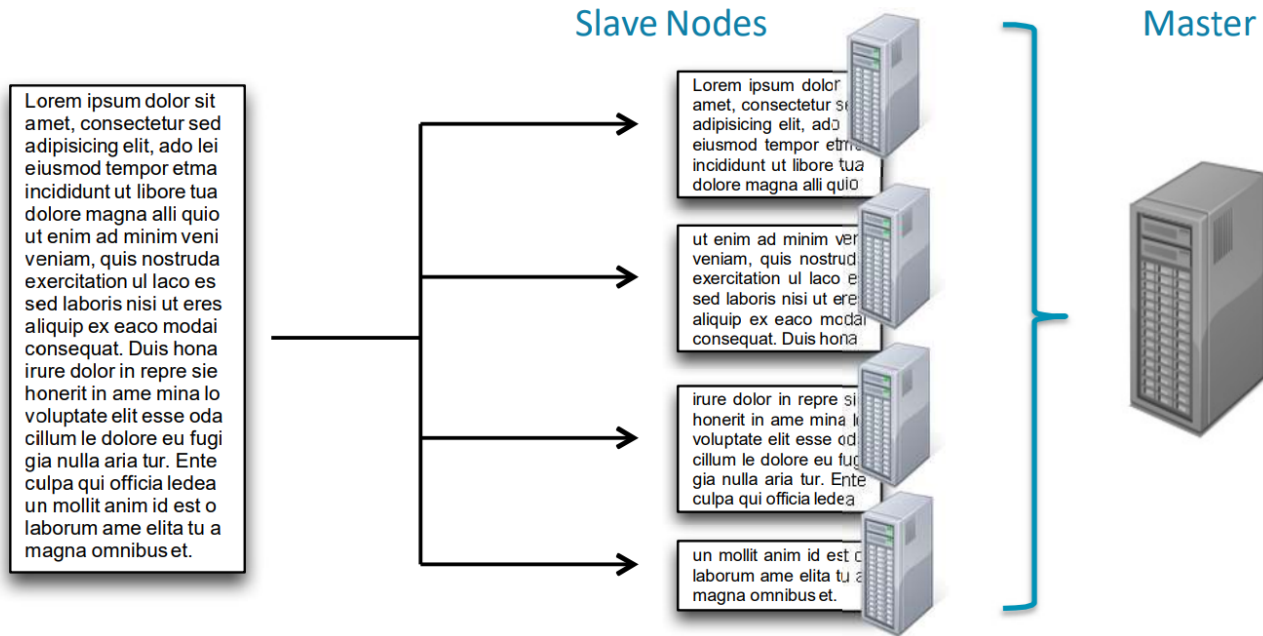 Slave Nodes
Master
Lorem ipsum dolor sit
amet, consectetur sed
adipisicing elit, ado lei
eiusmod tempor etma
incididunt ut libore tua
dolore magna alli quio
ut enim ad minim veni
veniam, quis nostruda
exercitation ul laco es
sed laboris nisi ut eres
aliquip ex eaco modai
consequat. Duis hona
irure dolor in repre sie
honerit in ame mina lo
voluptate elit esse oda
cillum le dolore eu fugi
gia nulla aria tur. Ente
culpa qui officia ledea
un mollit anim id est o
laborum ame elita tu a
magna omnibus et.
Lorem ipsum dolor
amet, consectetur
adipisicing elit, ado
eiusmod tempor etma
incididunt ut libore tua
dolore magna alli quio
ut enim ad minim
veniam, quis nostrud
exercitation ul laco
sed laboris nisi ut
aliquip ex eaco modai
consequat. Duis hona
irure dolor in repre
honerit in ame mina
voluptate elit esse
cillum le dolore eu
gia nulla aria tur. Ente
culpa qui officia ledea
un mollit anim id est
laborum ame elita tu a
magna omnibus et.